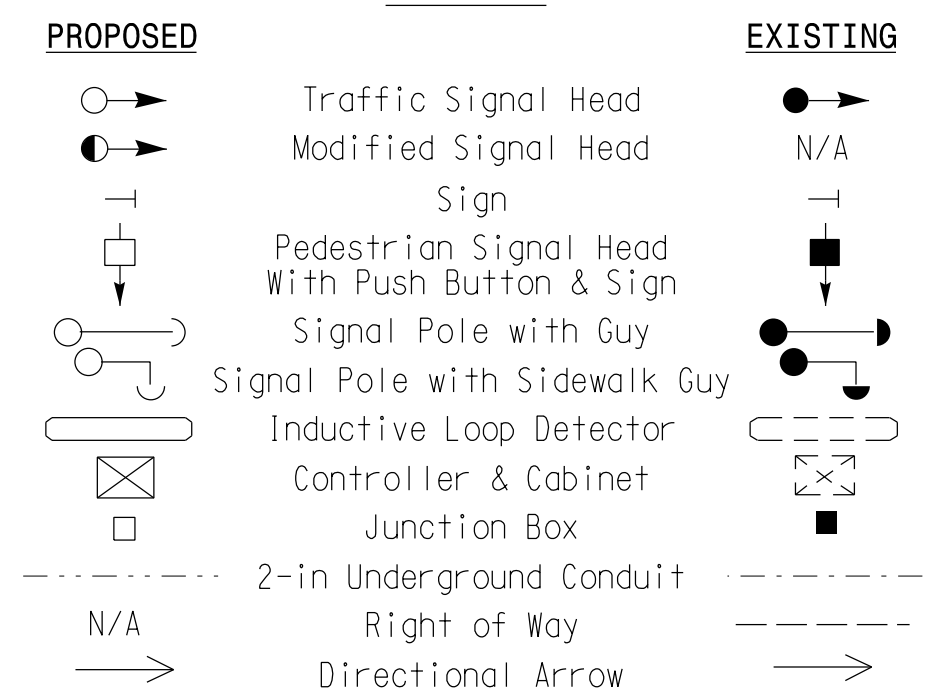 PROPOSED EXISTING
Traffic Signal Head
Modified Signal Head N/A
Sign
Pedestrian Signal Head
With Push Button & Sign
Signal Pole with Guy
Signal Pole with Sidewalk Guy
Inductive Loop Detector
Controller & Cabinet
Junction Box
2-in Underground Conduit
N/A Right of Way
Directional Arrow